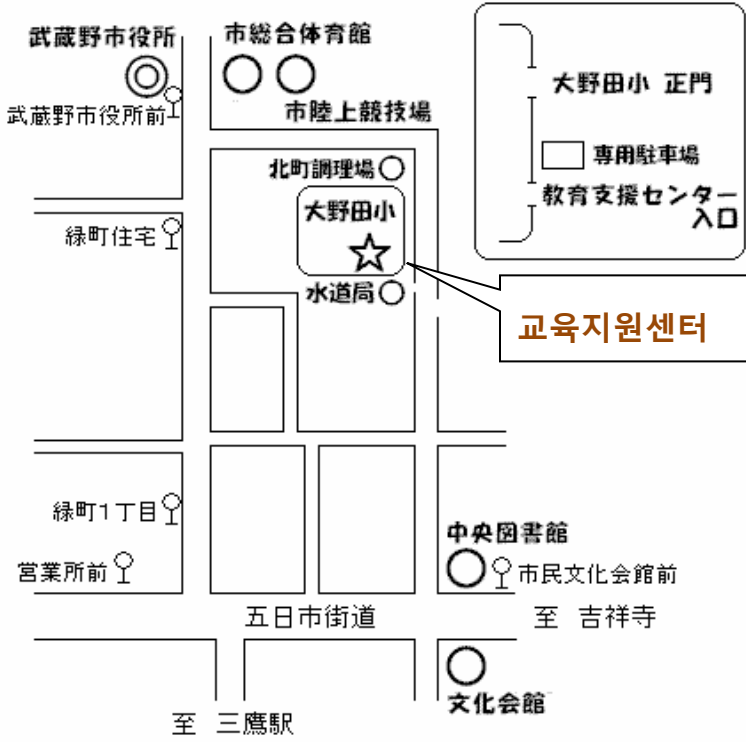 武蔵野市役所
市総合体育館
大野田小 正門
武蔵野市役所前
市陸上競技場
専用駐車場
北町調理場
教育支援センター
入口
大野田小
緑町住宅
水道局
교육지원센터
緑町1丁目
中央図書館
営業所前
市民文化会館前
五日市街道
至 吉祥寺
文化会館
至 三鷹駅